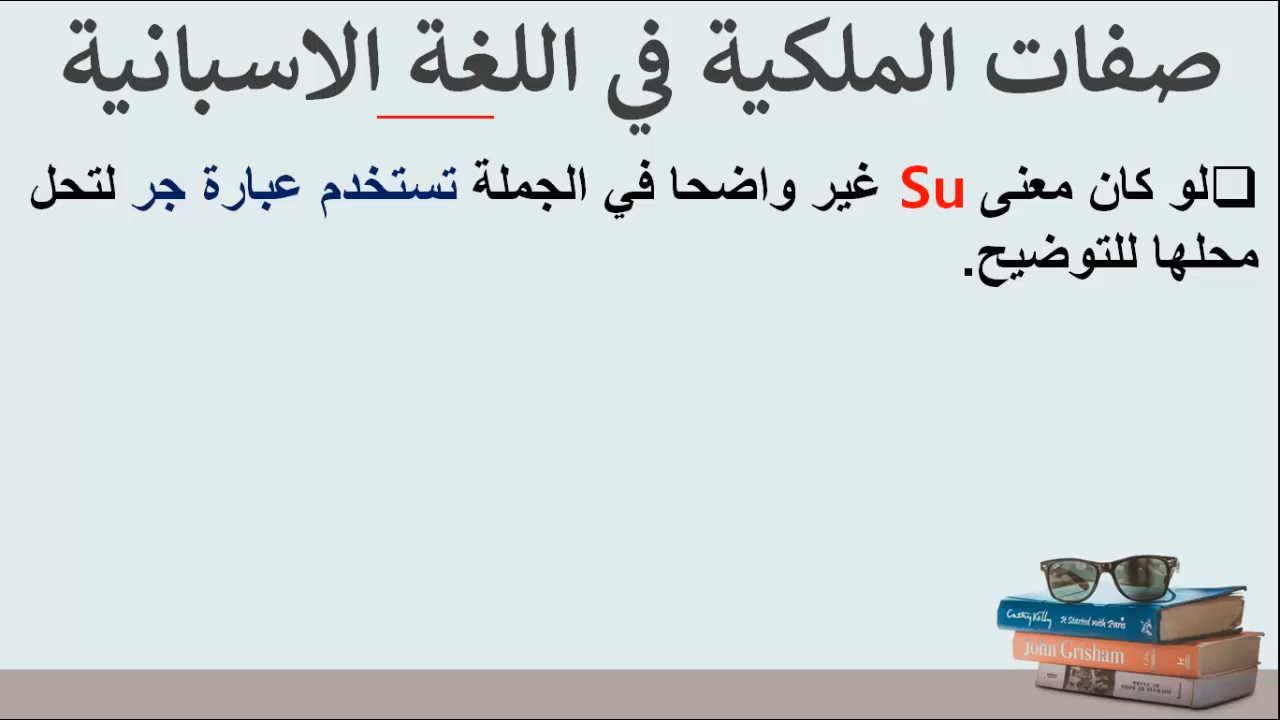 صفات الملكية في اللغة الاسبانية
❑لو كان معنى Su غير واضحا في الجملة تستخدم عبارة جر لتحل
محلها للتوضيح.
Cathy Kelly It Started with Paris
John Grisham